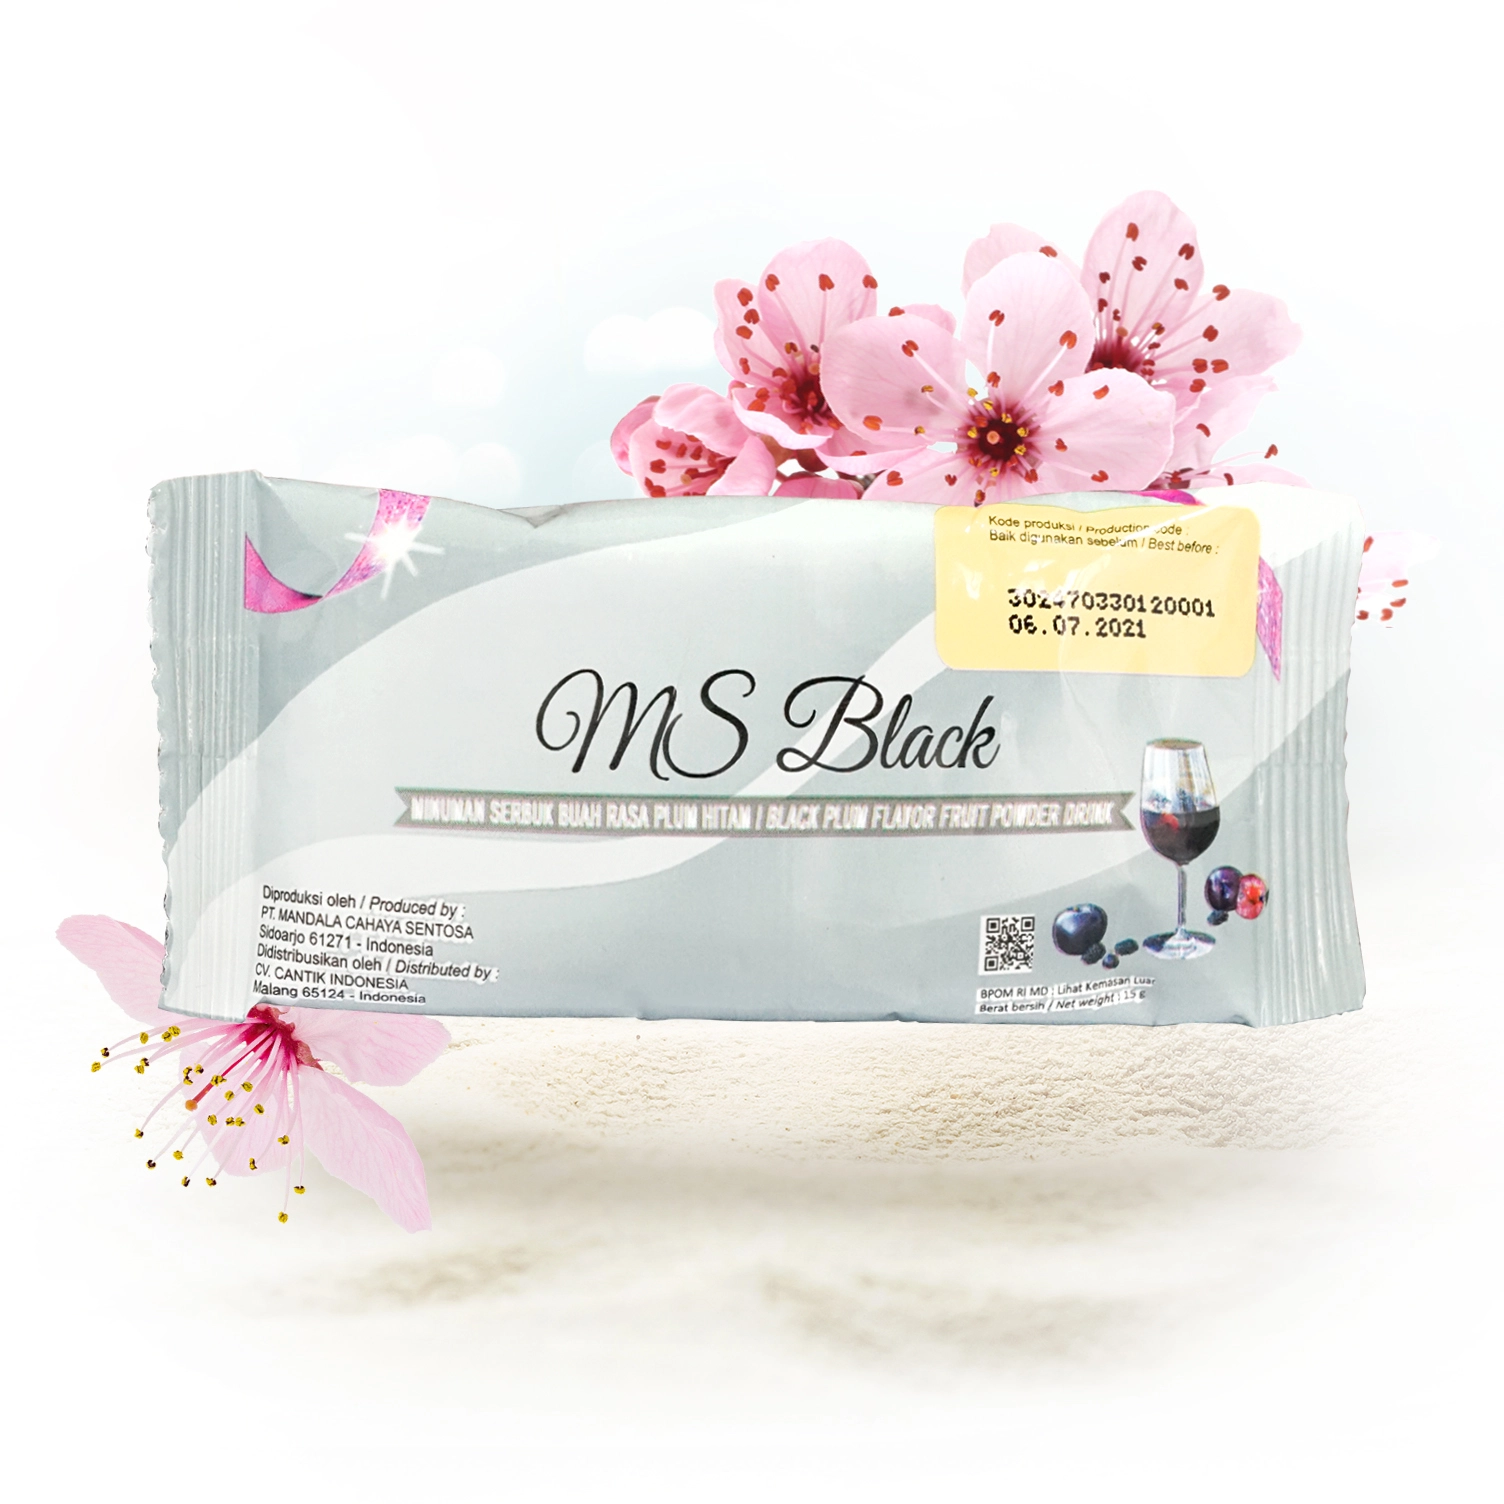 Kode produksi / Production code :
Baik digunakan sebelum / Best before :
302470330120001
06.07.2021
MS Black
MINUMAN SERBUK BUAH RASA PLUM HITAM / BLACK PLUM FLAVOR FRUIT POWDER DRINK
Diproduksi oleh / Produced by :
PT. MANDALA CAHAYA SENTOSA
Sidoarjo 61271 - Indonesia
Didistribusikan oleh / Distributed by :
CV. CANTIK INDONESIA
Malang 65124 - Indonesia
BPOM RI MD : Lihat Kemasan Luar
Berat bersih / Net weight : 15 g